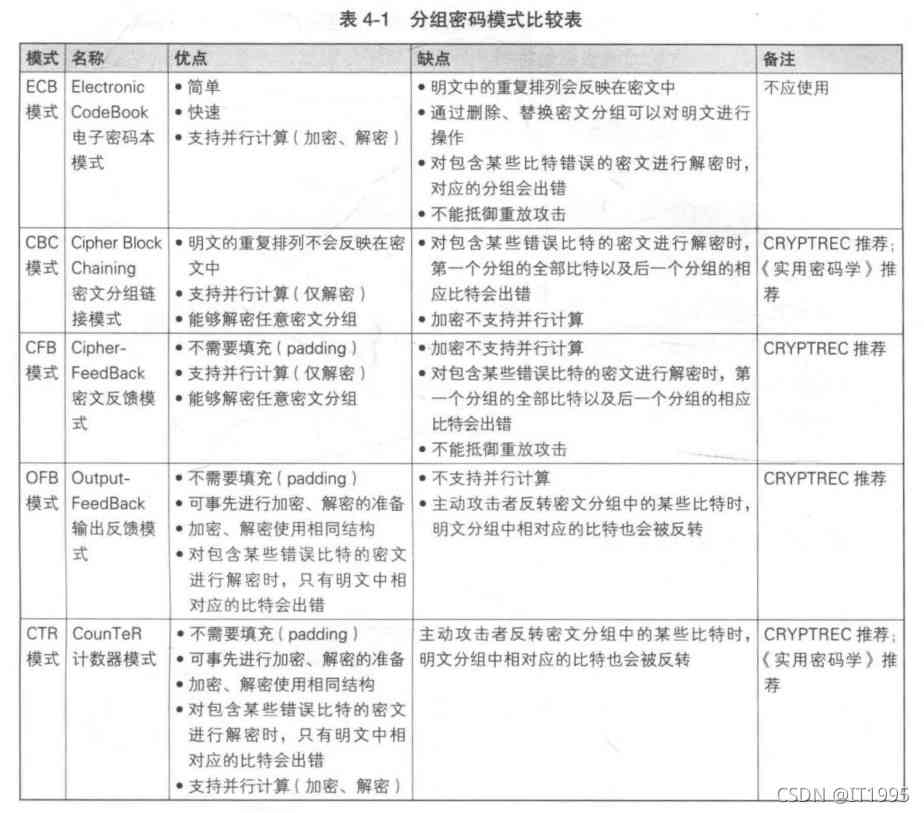 表 4-1 分组密码模式比较表
模式 名称 优点 缺点 备注
ECB 模式
Electronic
CodeBook
电子密码本
模式
• 简单
• 快速
• 支持并行计算（加密、解密）
• 明文中的重复排列会反映在密文中
• 通过删除、替换密文分组可以对明文进行
操作
• 对包含某些比特错误的密文进行解密时，
对应的分组会出错
• 不能抵御重放攻击
不应使用
CBC 模式
Cipher Block
Chaining
密文分组链
接模式
• 明文的重复排列不会反映在密
文中
• 支持并行计算（仅解密）
• 能够解密任意密文分组
• 对包含某些错误比特的密文进行解密时，
第一个分组的全部比特以及后一个分组的相
应比特会出错
• 加密不支持并行计算
CRYPTREC 推荐；
《实用密码学》推
荐
CFB 模式
Cipher-
FeedBack
密文反馈模
式
• 不需要填充（padding）
• 支持并行计算（仅解密）
• 能够解密任意密文分组
• 加密不支持并行计算
• 对包含某些错误比特的密文进行解密时，第
一个分组的全部比特以及后一个分组的相应
比特会出错
• 不能抵御重放攻击
CRYPTREC 推荐
OFB 模式
Output-
FeedBack
输出反馈模
式
• 不需要填充（padding）
• 可事先进行加密、解密的准备
• 加密、解密使用相同结构
• 对包含某些错误比特的密文
进行解密时，只有明文中相
对应的比特会出错
• 不支持并行计算
• 主动攻击者反转密文分组中的某些比特时，
明文分组中相对应的比特也会被反转
CRYPTREC 推荐
CTR 模式
CounTeR
计数器模式
• 不需要填充（padding）
• 可事先进行加密、解密的准备
• 加密、解密使用相同结构
• 对包含某些错误比特的密文
进行解密时，只有明文中相
对应的比特会出错
• 支持并行计算（加密、解密）
主动攻击者反转密文分组中的某些比特时，
明文分组中相对应的比特也会被反转
CRYPTREC 推荐；
《实用密码学》推
荐
CSDN @IT1995